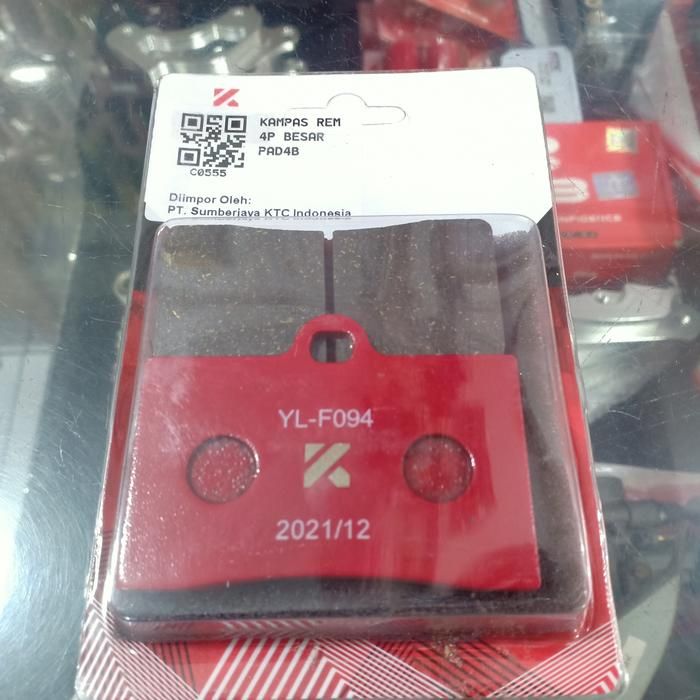 KAMPAS REM
4P BESAR
PAD4B
C0555
Diimpor Oleh:
PT. Sumberjaya KTC Indonesia
YL-F094
2021/12